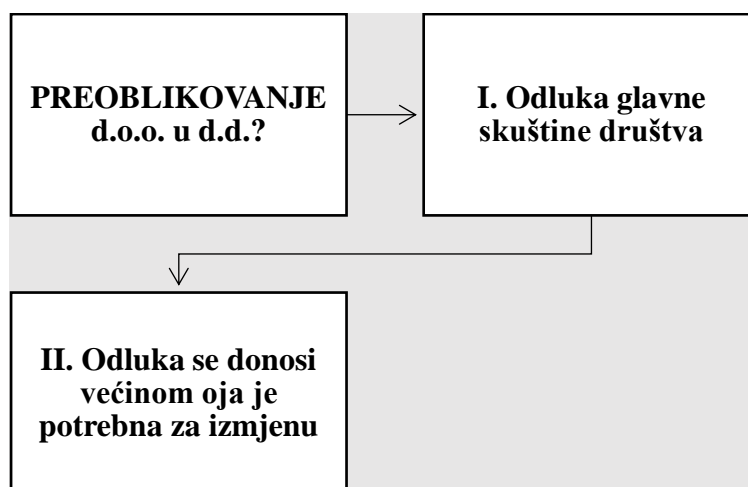 PREOBLIKOVANJE
d.o.o. u d.d.?
I. Odluka glavne
skuštine društva
II. Odluka se donosi
većinom oja je
potrebna za izmjenu